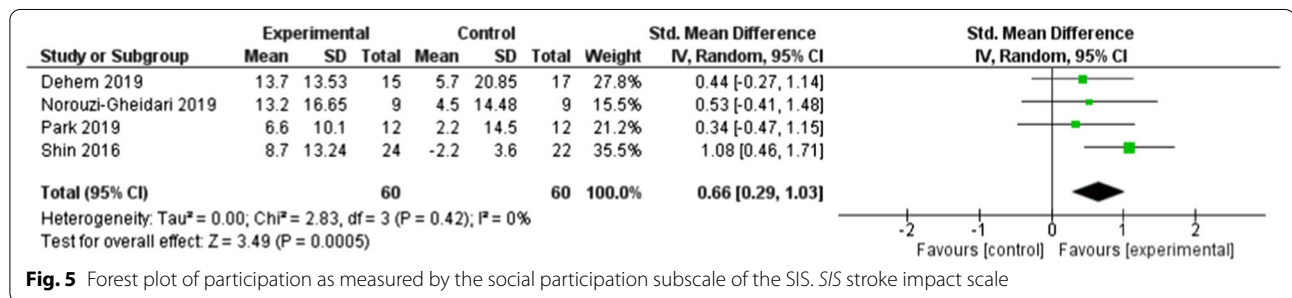 Experimental Control Std. Mean Difference Std. Mean Difference
Study or Subgroup Mean SD Total Mean SD Total Weight IV, Random, 95% CI IV, Random, 95% CI
Dehem 2019 13.7 13.53 15 5.7 20.85 17 27.8% 0.44 [-0.27, 1.14]
Norouzi-Gheidari 2019 13.2 16.65 9 4.5 14.48 9 15.5% 0.53 [-0.41, 1.48]
Park 2019 6.6 10.1 12 2.2 14.5 12 21.2% 0.34 [-0.47, 1.15]
Shin 2016 8.7 13.24 24 -2.2 3.6 22 35.5% 1.08 [0.46, 1.71]
Total (95% CI) 60 60 100.0% 0.66 [0.29, 1.03]
Heterogeneity: Tau² = 0.00; Chi² = 2.83, df = 3 (P = 0.42); I² = 0%
Test for overall effect: Z = 3.49 (P = 0.0005)
-2 -1 0 1 2
Favours [control] Favours [experimental]
Fig. 5 Forest plot of participation as measured by the social participation subscale of the SIS. SIS stroke impact scale